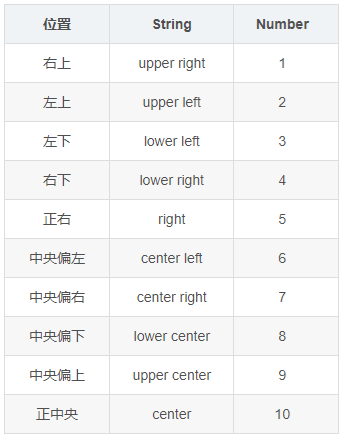 位置 String Number
右上 upper right 1
左上 upper left 2
左下 lower left 3
右下 lower right 4
正右 right 5
中央偏左 center left 6
中央偏右 center right 7
中央偏下 lower center 8
中央偏上 upper center 9
正中央 center 10